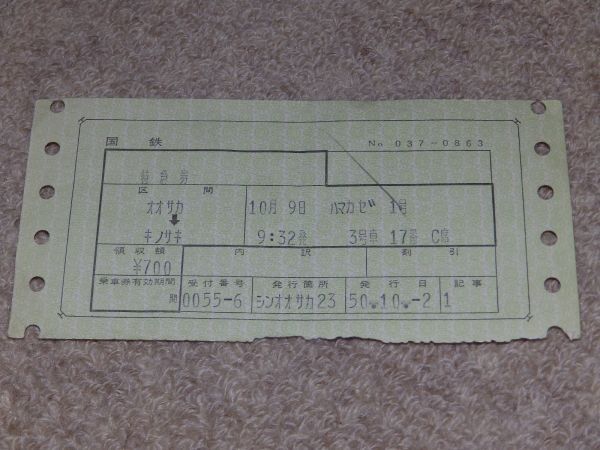 国鉄 No 037-0863
特急券
区間
オオサカ 10月 9日 ハマカゼ 1号
↓
キノサキ 9:32発 3号車 17番 C席
領収額 内訳 割引
¥700
乗車券有効期間 受付番号 発行箇所 発行日 記事
間 0055-6 シンオオサカ23 50.10.-2 1